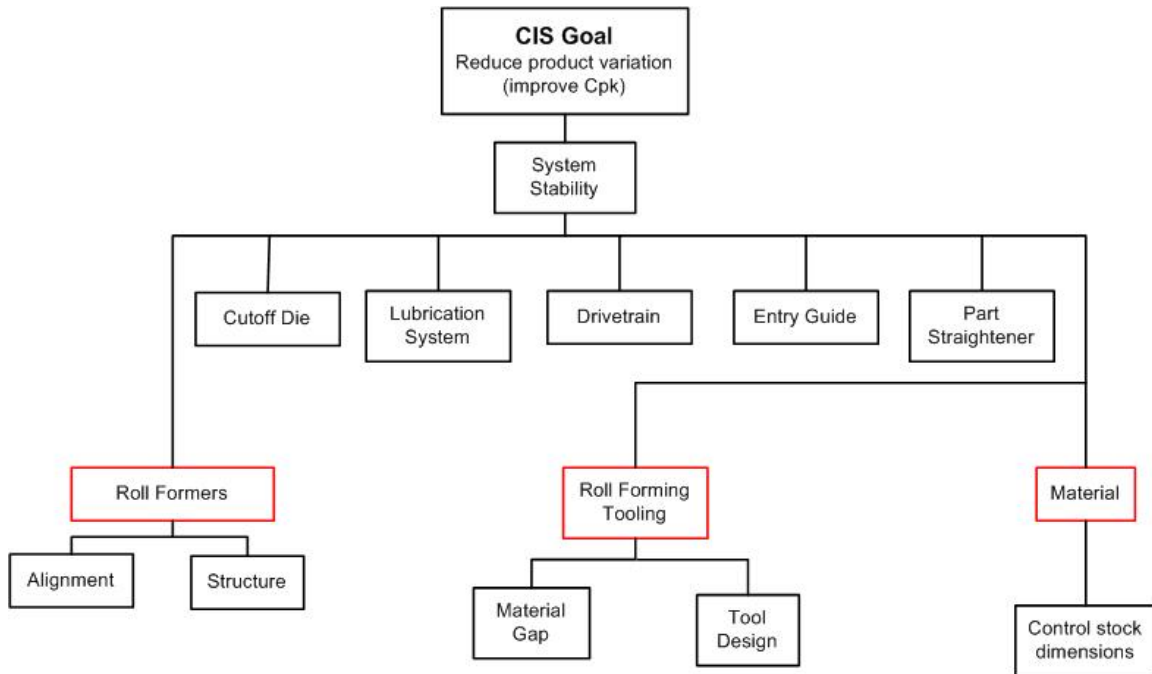 CIS Goal
Reduce product variation
(improve Cpk)
System
Stability
Cutoff Die
Lubrication
System
Drivetrain
Entry Guide
Part
Straightener
Roll Formers
Roll Forming
Tooling
Material
Alignment
Structure
Material
Gap
Tool
Design
Control stock
dimensions